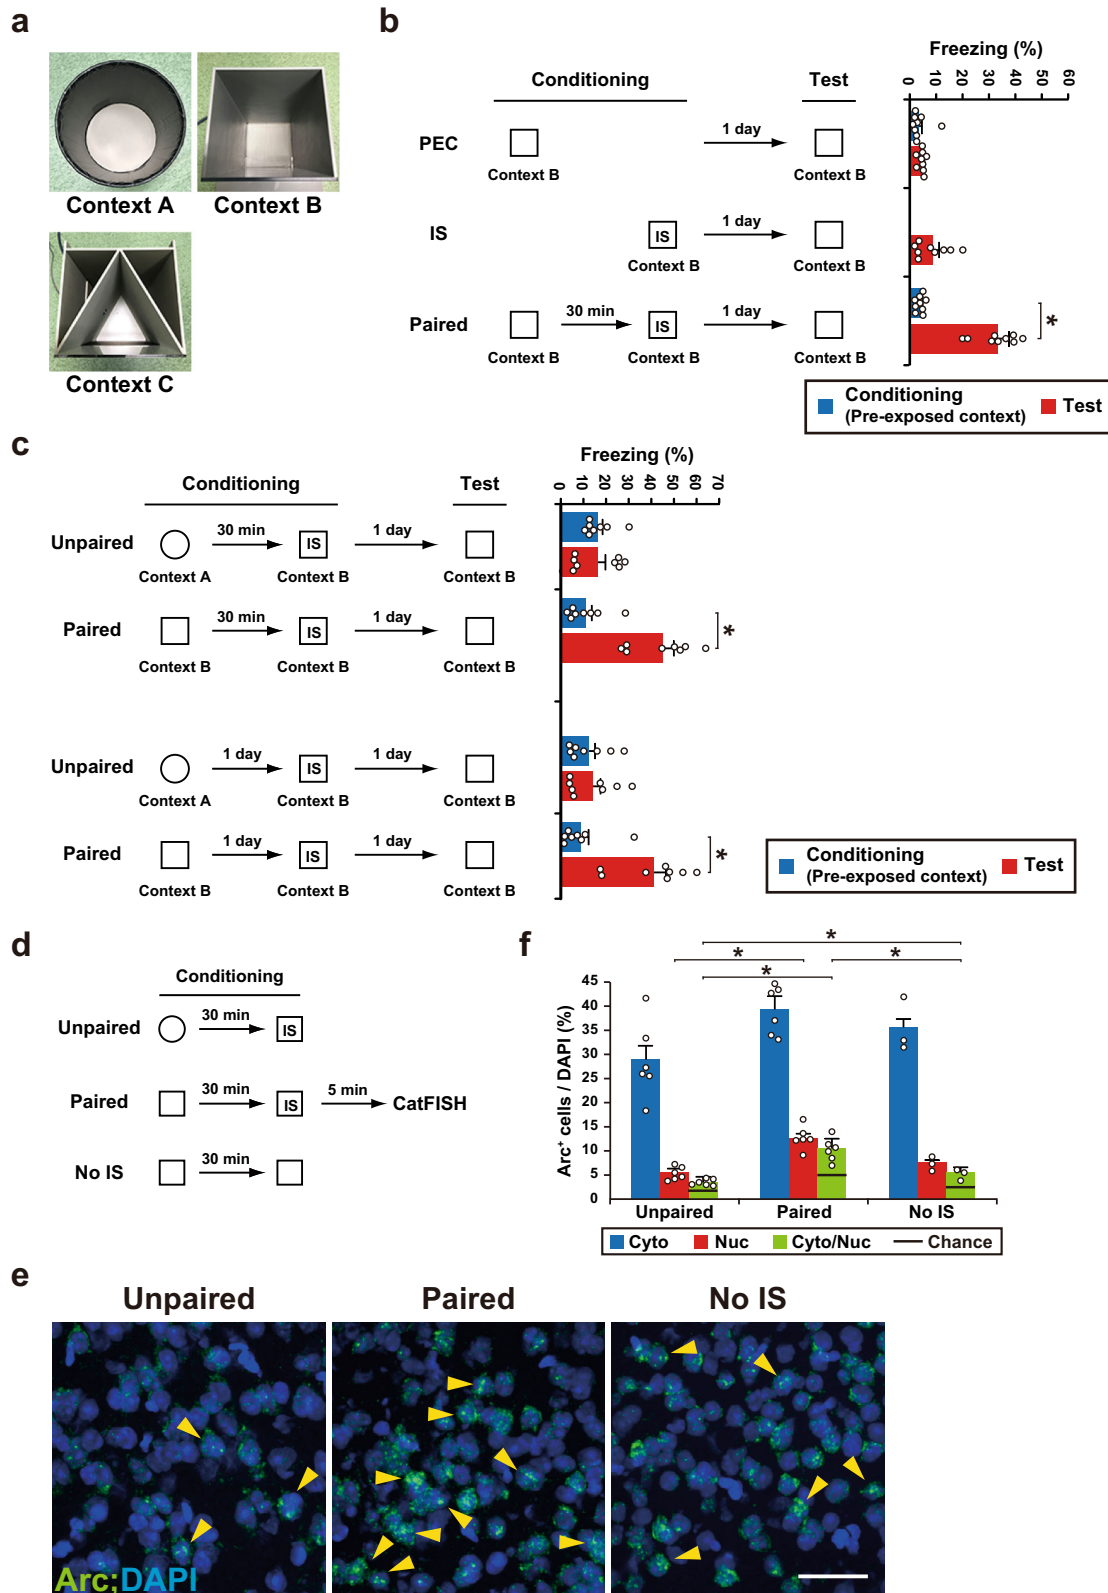 a
Context A
Context B
Context C
b
Conditioning
Test
Freezing (%)
0 10 20 30 40 50 60
PEC
Context B
1 day
Context B
IS
IS
Context B
1 day
Context B
Paired
Context B
30 min
IS
Context B
1 day
Context B
*
Conditioning
(Pre-exposed context)
Test
c
Conditioning
Test
Freezing (%)
0 10 20 30 40 50 60 70
Unpaired
Context A
30 min
IS
Context B
1 day
Context B
Paired
Context B
30 min
IS
Context B
1 day
Context B
*
Unpaired
Context A
1 day
IS
Context B
1 day
Context B
Paired
Context B
1 day
IS
Context B
1 day
Context B
*
Conditioning
(Pre-exposed context)
Test
d
Conditioning
Unpaired
30 min
IS
Paired
30 min
IS
5 min
CatFISH
No IS
30 min
f
*
* *
*
Arc+ cells / DAPI (%)
45
40
35
30
25
20
15
10
5
0
Unpaired Paired No IS
Cyto Nuc Cyto/Nuc Chance
e
Unpaired Paired No IS
Arc;DAPI